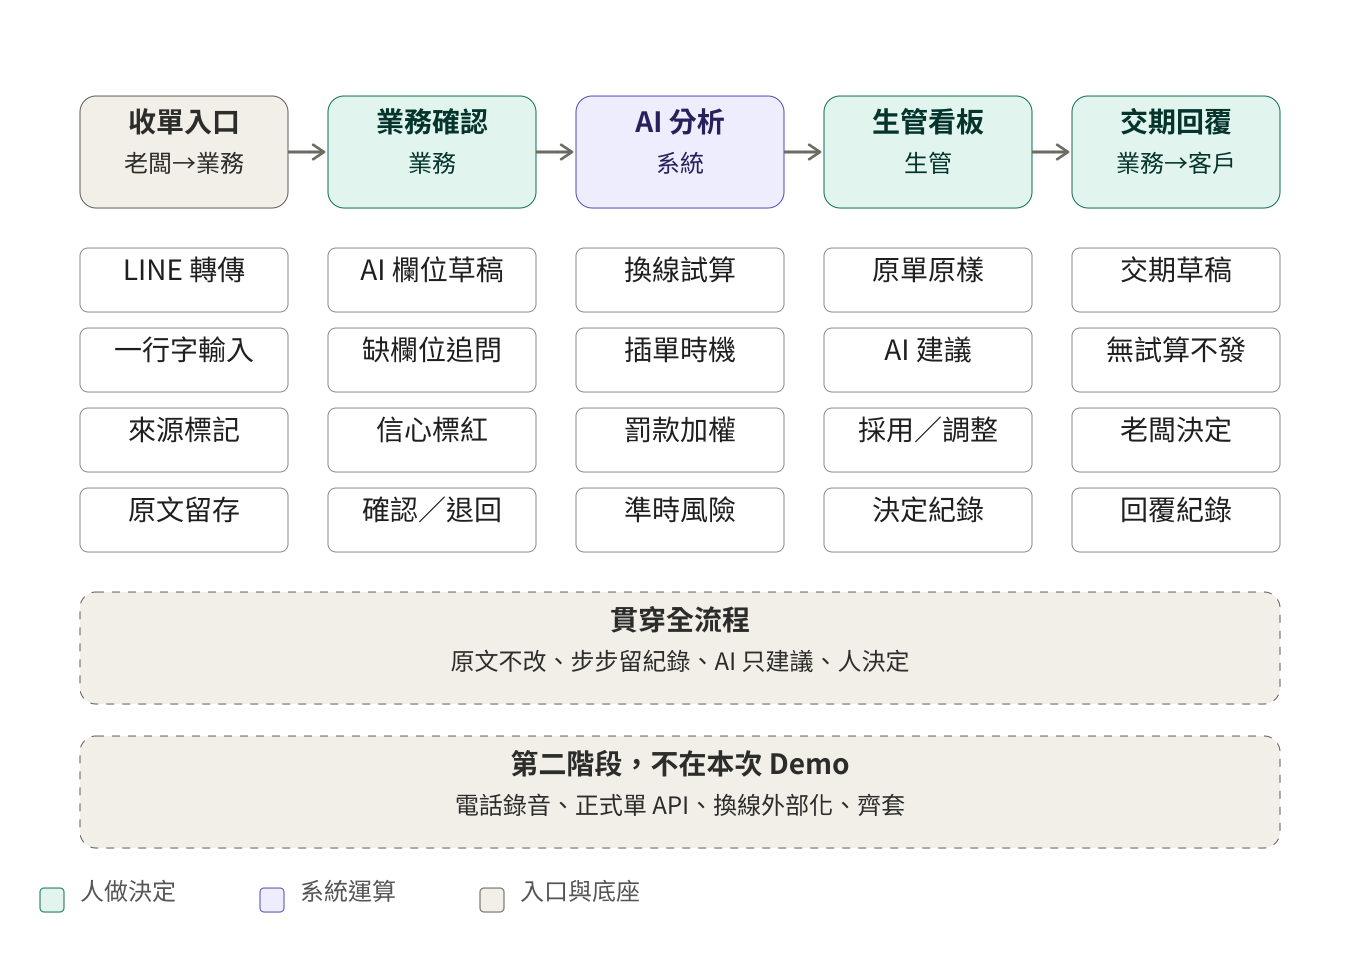 收單入口
老闆→業務
業務確認
業務
AI 分析
系統
生管看板
生管
交期回覆
業務→客戶
LINE 轉傳
AI 欄位草稿
換線試算
原單原樣
交期草稿
一行字輸入
缺欄位追問
插單時機
AI 建議
無試算不發
來源標記
信心標紅
罰款加權
採用／調整
老闆決定
原文留存
確認／退回
準時風險
決定紀錄
回覆紀錄
貫穿全流程
原文不改、步步留紀錄、AI 只建議、人決定
第二階段，不在本次 Demo
電話錄音、正式單 API、換線外部化、齊套
人做決定
系統運算
入口與底座